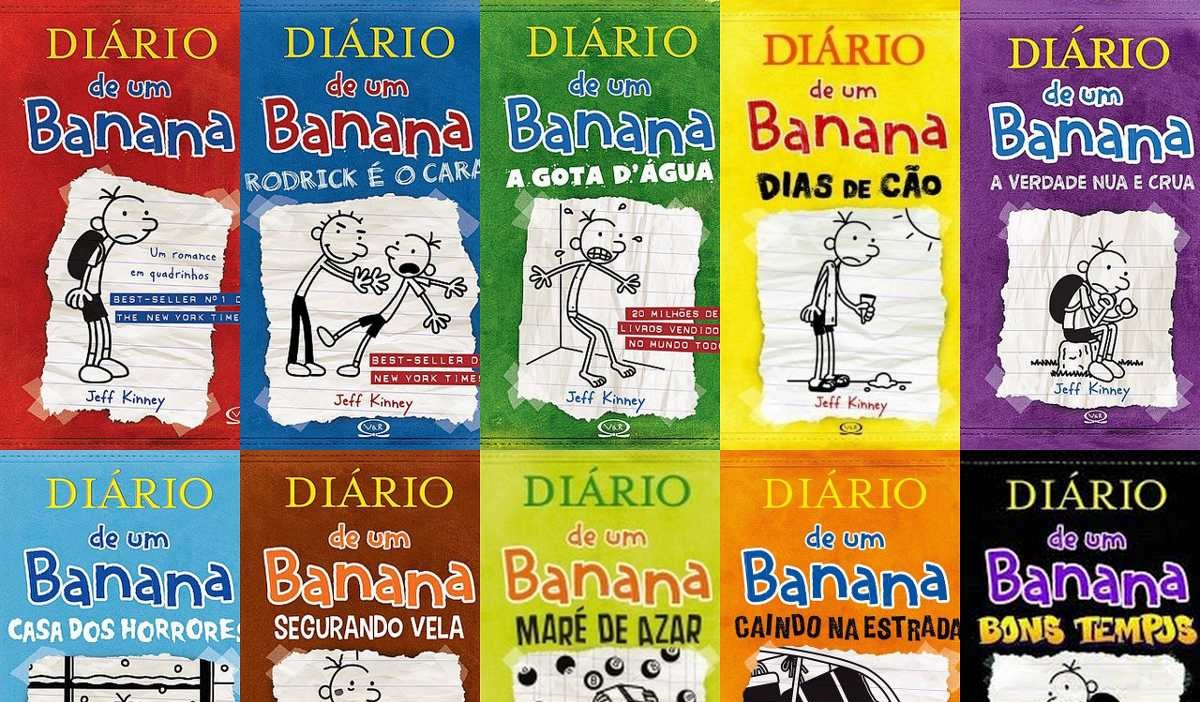 DIÁRIO
de um
Banana
Um romance
em quadrinhos
BEST-SELLER Nº1 D
THE NEW YORK TIME
Jeff Kinney
V&R
DIÁRIO
de um
Banana
RODRICK É O CARA
BEST-SELLER D
NEW YORK TIMES
Jeff Kinney
V&R
DIÁRIO
de um
Banana
A GOTA D'ÁGUA
20 MILHÕES DE
LIVROS VENDIDO
NO MUNDO TODO
Jeff Kinney
V&R
DIÁRIO
de um
Banana
DIAS DE CÃO
Jeff Kinney
V&R
DIÁRIO
de um
Banana
A VERDADE NUA E CRUA
Jeff Kinney
V&R
DIÁRIO
de um
Banana
CASA DOS HORRORES
DIÁRIO
de um
Banana
SEGURANDO VELA
DIÁRIO
de um
Banana
MARÉ DE AZAR
DIÁRIO
de um
Banana
CAINDO NA ESTRADA
DIÁRIO
de um
Banana
BONS TEMPOS